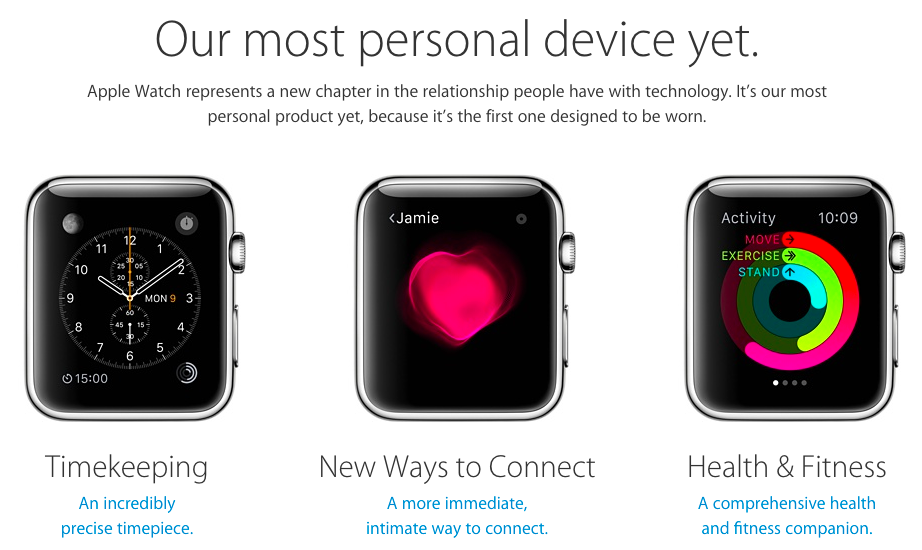 Our most personal device yet.
Apple Watch represents a new chapter in the relationship people have with technology. It’s our most
personal product yet, because it’s the first one designed to be worn.
12
11
1
10
2
9
MON 9
3
8
4
7
5
6
30
25
05
20
10
15
60
45
15
30
15:00
<Jamie
Activity
10:09
MOVE
EXERCISE
STAND
Timekeeping
An incredibly
precise timepiece.
New Ways to Connect
A more immediate,
intimate way to connect.
Health & Fitness
A comprehensive health
and fitness companion.